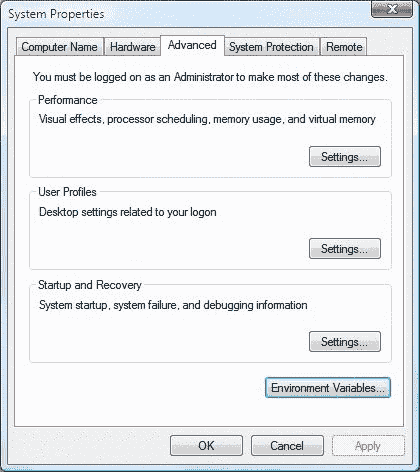 System Properties
Computer Name Hardware Advanced System Protection Remote
You must be logged on as an Administrator to make most of these changes.
Performance
Visual effects, processor scheduling, memory usage, and virtual memory
Settings...
User Profiles
Desktop settings related to your logon
Settings...
Startup and Recovery
System startup, system failure, and debugging information
Settings...
Environment Variables...
OK Cancel Apply